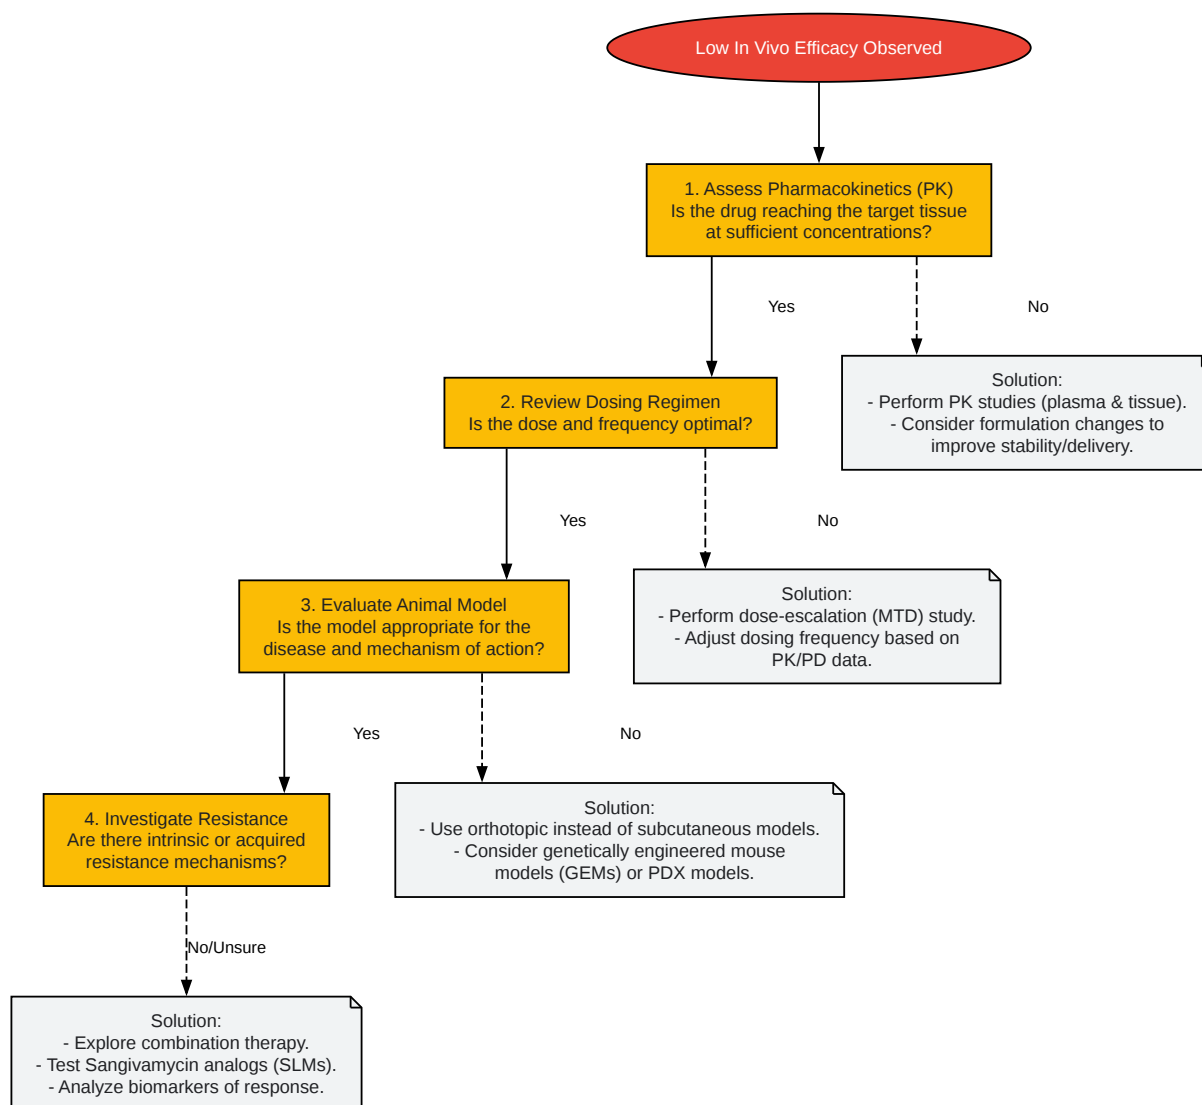 Low In Vivo Efficacy Observed
1. Assess Pharmacokinetics (PK)
Is the drug reaching the target tissue
at sufficient concentrations?
Yes
No
Solution:
- Perform PK studies (plasma & tissue).
- Consider formulation changes to
improve stability/delivery.
2. Review Dosing Regimen
Is the dose and frequency optimal?
Yes
No
Solution:
- Perform dose-escalation (MTD) study.
- Adjust dosing frequency based on
PK/PD data.
3. Evaluate Animal Model
Is the model appropriate for the
disease and mechanism of action?
Yes
No
Solution:
- Use orthotopic instead of subcutaneous models.
- Consider genetically engineered mouse
models (GEMs) or PDX models.
4. Investigate Resistance
Are there intrinsic or acquired
resistance mechanisms?
No/Unsure
Solution:
- Explore combination therapy.
- Test Sangivamycin analogs (SLMs).
- Analyze biomarkers of response.